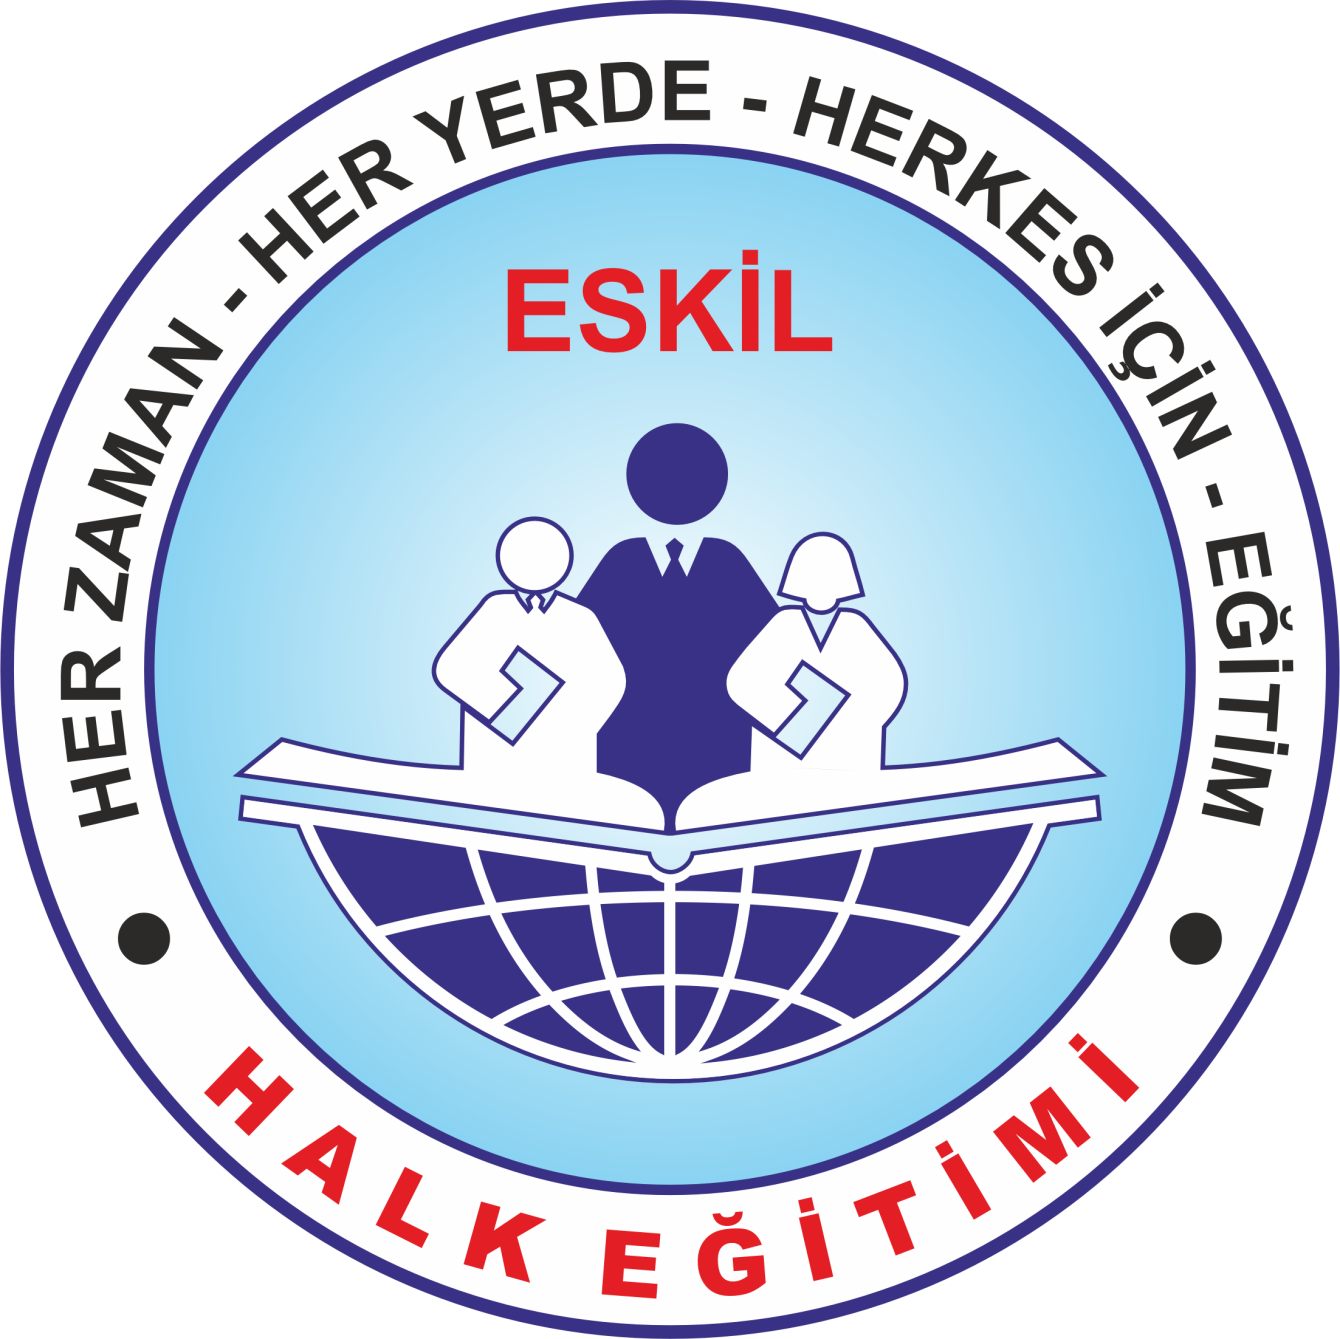 HER ZAMAN - HER YERDE - HERKES İÇİN - EĞİTİM
ESKİL
HALK EĞİTİMİ